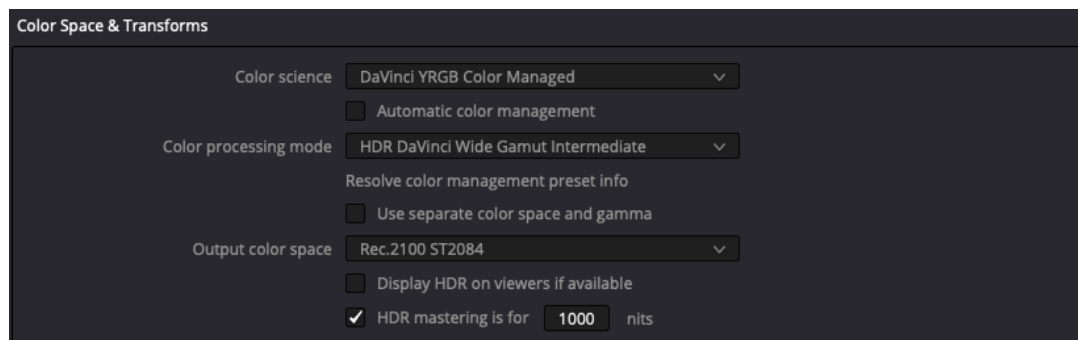 Color Space & Transforms
Color science DaVinci YRGB Color Managed
Automatic color management
Color processing mode HDR DaVinci Wide Gamut Intermediate
Resolve color management preset info
Use separate color space and gamma
Output color space Rec.2100 ST2084
Display HDR on viewers if available
HDR mastering is for 1000 nits